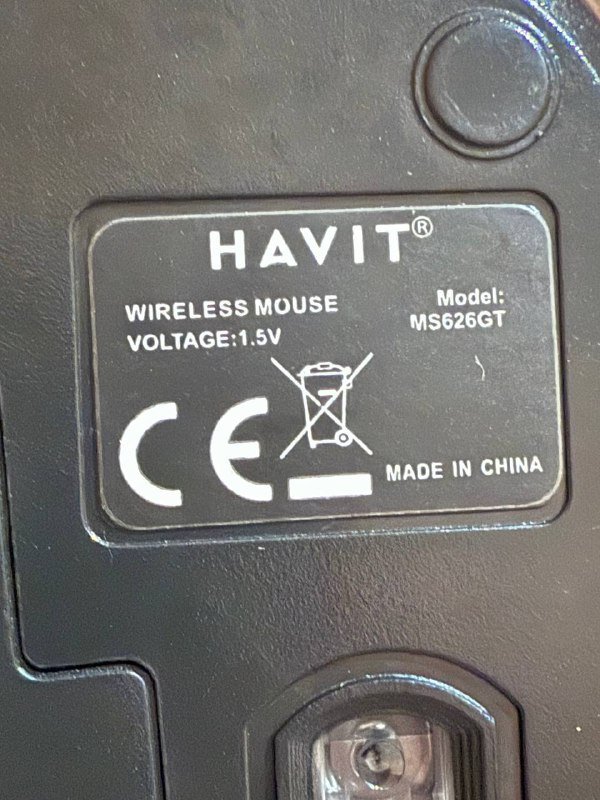 HAVIT®
WIRELESS MOUSE
VOLTAGE:1.5V
Model:
MS626GT
CE
MADE IN CHINA